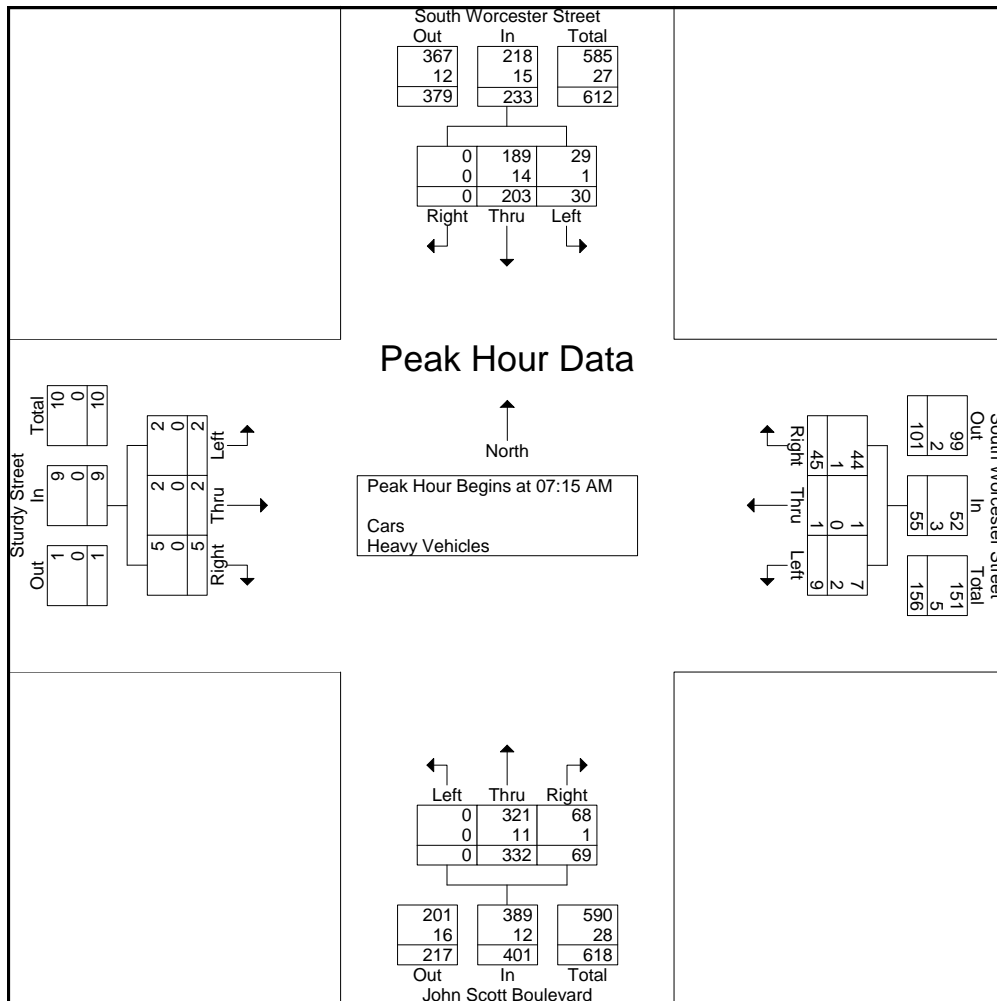 South Worcester Street
Out In Total
367 218 585
12 15 27
379 233 612
0 189 29
0 14 1
0 203 30
Right Thru Left
Peak Hour Data
North
Peak Hour Begins at 07:15 AM
Cars
Heavy Vehicles
Sturdy Street
Total In Out
10 9 1
0 0 0
10 9 1
2 2 5
0 0 0
2 2 5
Left Thru Right
South Worcester Street
Out In Total
99 52 151
2 3 5
101 55 156
44 1 7
1 0 2
45 1 9
Right Thru Left
Left Thru Right
0 321 68
0 11 1
0 332 69
201 389 590
16 12 28
217 401 618
Out In Total
John Scott Boulevard